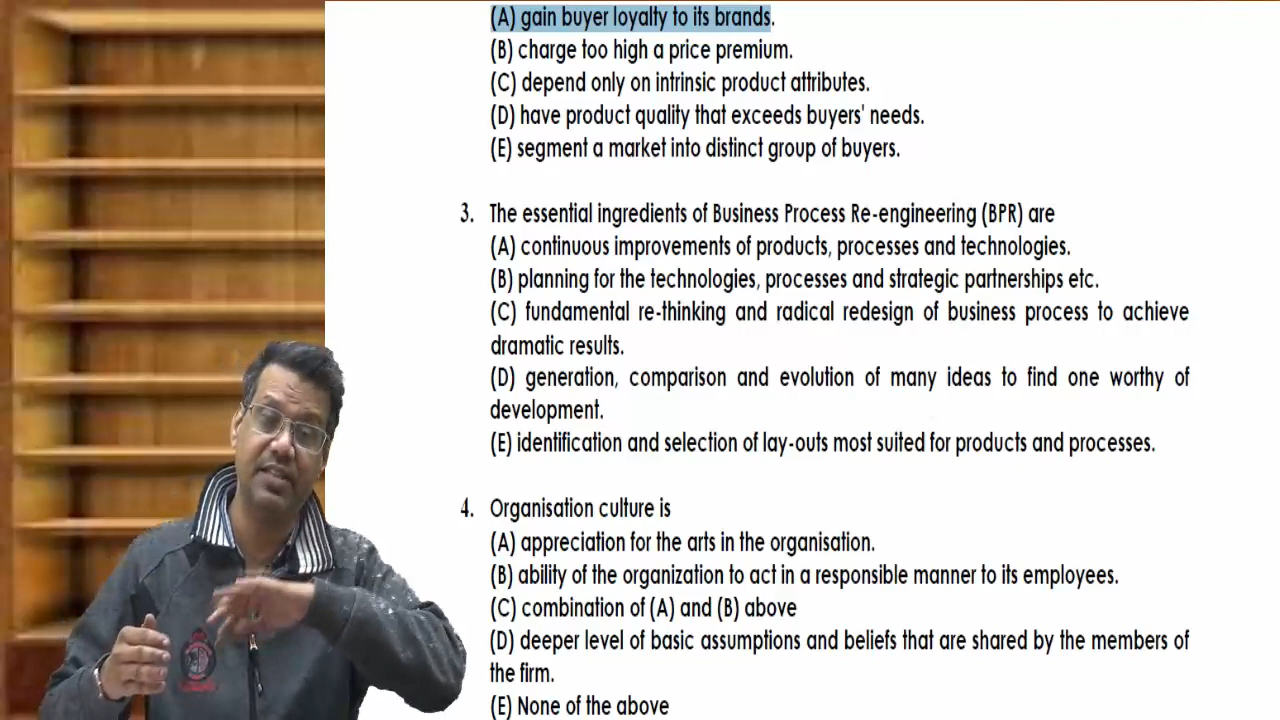 (A) gain buyer loyalty to its brands.
(B) charge too high a price premium.
(C) depend only on intrinsic product attributes.
(D) have product quality that exceeds buyers' needs.
(E) segment a market into distinct group of buyers.
3. The essential ingredients of Business Process Re-engineering (BPR) are
(A) continuous improvements of products, processes and technologies.
(B) planning for the technologies, processes and strategic partnerships etc.
(C) fundamental re-thinking and radical redesign of business process to achieve
dramatic results.
(D) generation, comparison and evolution of many ideas to find one worthy of
development.
(E) identification and selection of lay-outs most suited for products and processes.
4. Organisation culture is
(A) appreciation for the arts in the organisation.
(B) ability of the organization to act in a responsible manner to its employees.
(C) combination of (A) and (B) above
(D) deeper level of basic assumptions and beliefs that are shared by the members of
the firm.
(E) None of the above